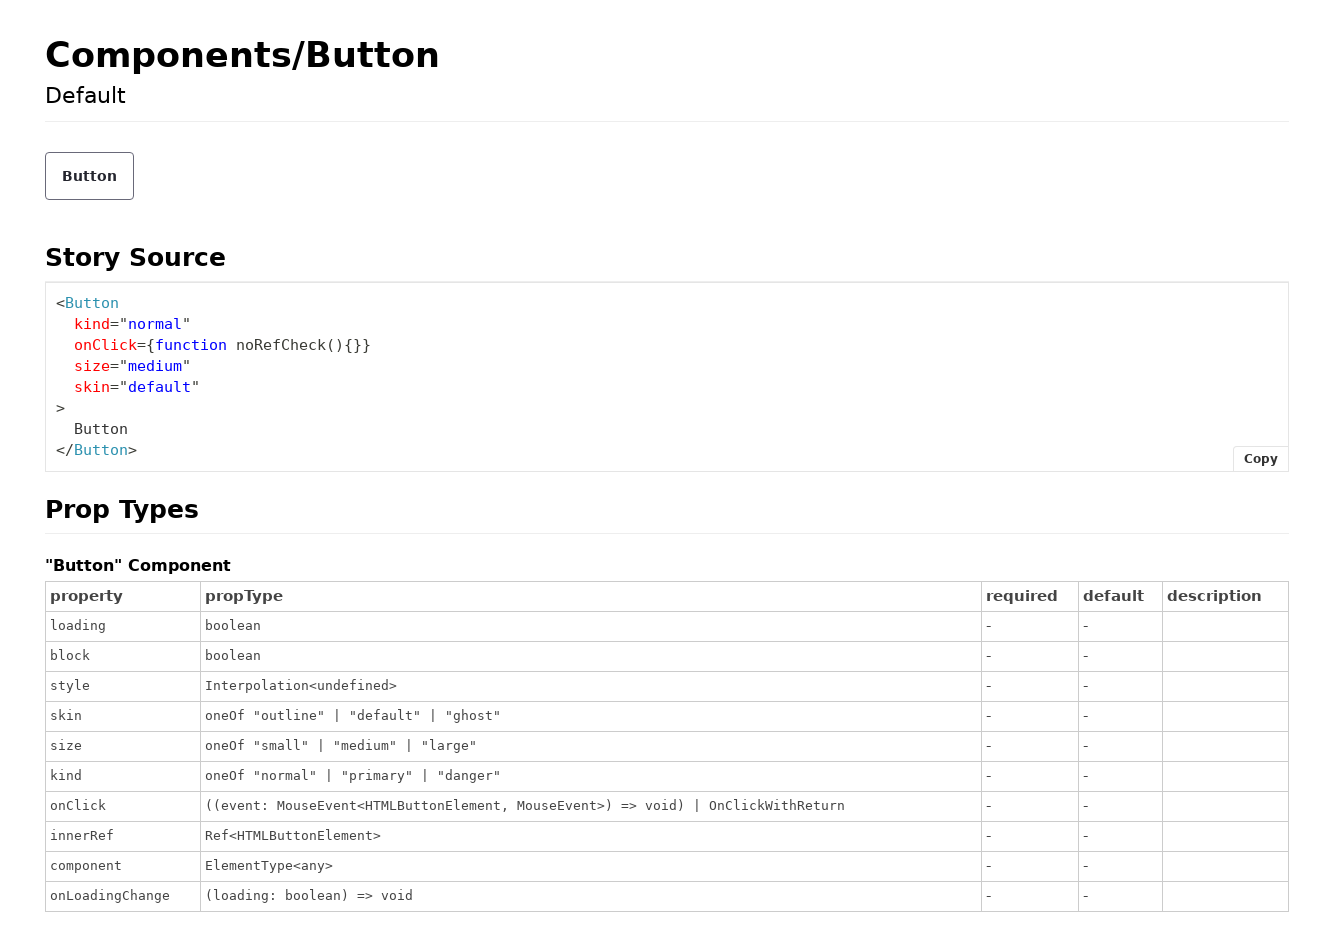 Components/Button
Default
Button
Story Source
<Button
  kind="normal"
  onClick={function noRefCheck(){}}
  size="medium"
  skin="default"
>
  Button
</Button>
Copy
Prop Types
"Button" Component
property propType required default description
loading boolean - -
block boolean - -
style Interpolation<undefined> - -
skin oneOf "outline" | "default" | "ghost" - -
size oneOf "small" | "medium" | "large" - -
kind oneOf "normal" | "primary" | "danger" - -
onClick ((event: MouseEvent<HTMLButtonElement, MouseEvent>) => void) | OnClickWithReturn - -
innerRef Ref<HTMLButtonElement> - -
component ElementType<any> - -
onLoadingChange (loading: boolean) => void - -